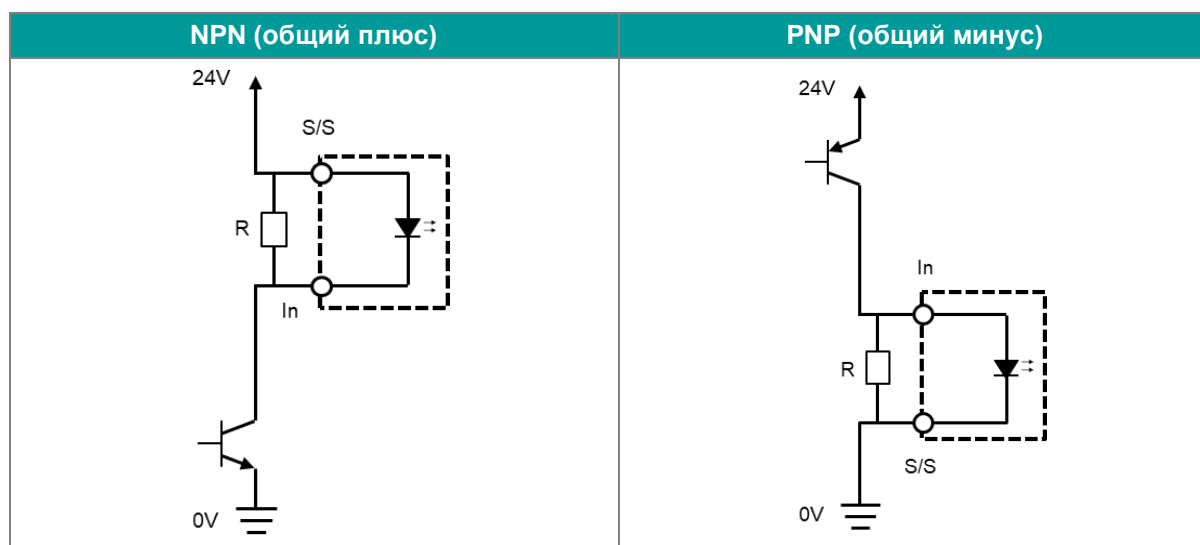 NPN (общий плюс)
PNP (общий минус)
24V
S/S
R
In
0V
24V
In
R
S/S
0V